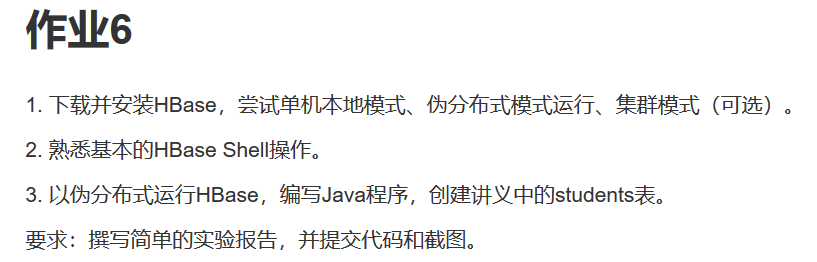 作业6
1. 下载并安装HBase，尝试单机本地模式、伪分布式模式运行、集群模式（可选）。
2. 熟悉基本的HBase Shell操作。
3. 以伪分布式运行HBase，编写Java程序，创建讲义中的students表。
要求：撰写简单的实验报告，并提交代码和截图。